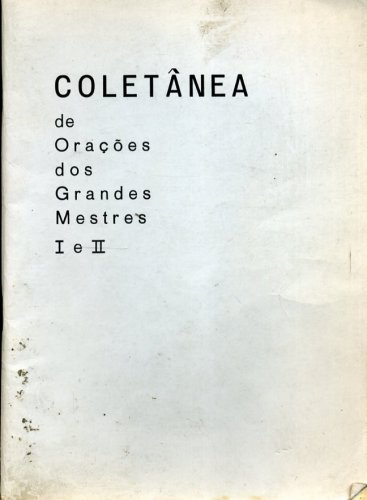 COLETÂNEA
de
Orações
dos
Grandes
Mestres
I e II